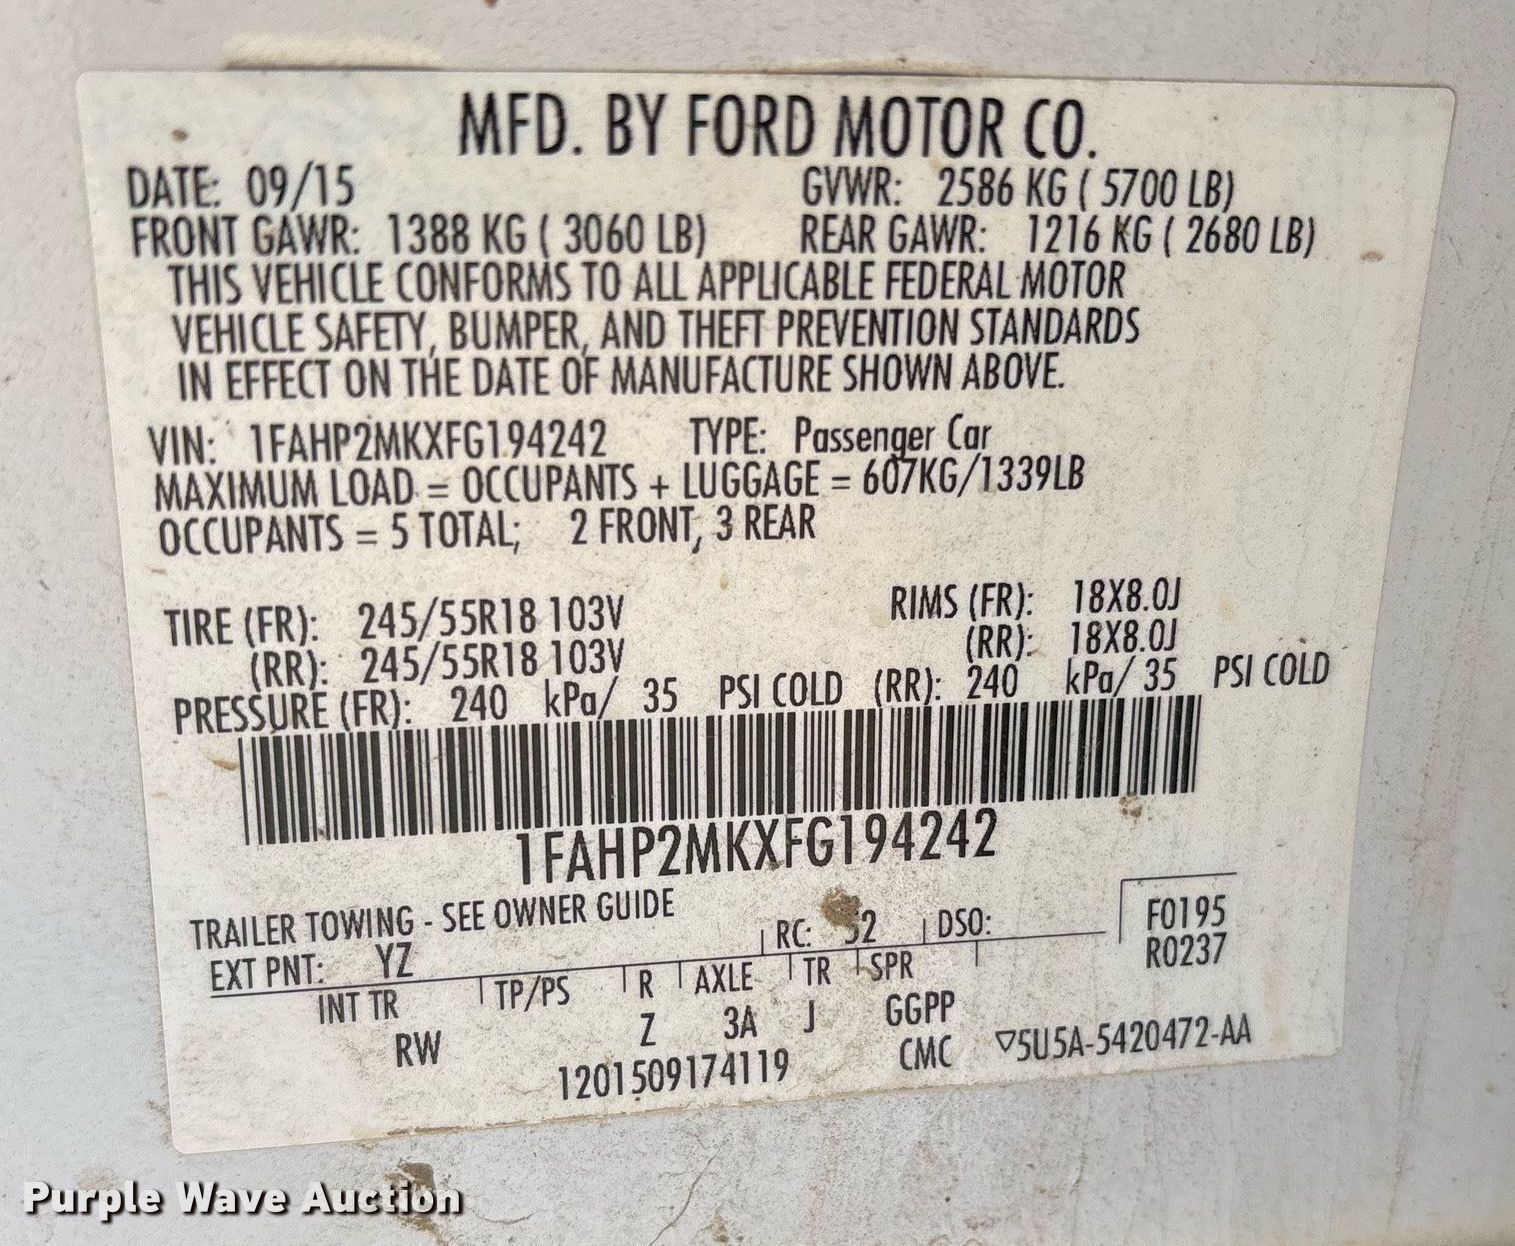 MFD. BY FORD MOTOR CO.
DATE: 09/15 GVWR: 2586 KG ( 5700 LB)
FRONT GAWR: 1388 KG ( 3060 LB) REAR GAWR: 1216 KG ( 2680 LB)
THIS VEHICLE CONFORMS TO ALL APPLICABLE FEDERAL MOTOR
VEHICLE SAFETY, BUMPER, AND THEFT PREVENTION STANDARDS
IN EFFECT ON THE DATE OF MANUFACTURE SHOWN ABOVE.
VIN: 1FAHP2MKXFG194242 TYPE: Passenger Car
MAXIMUM LOAD = OCCUPANTS + LUGGAGE = 607KG/1339LB
OCCUPANTS = 5 TOTAL; 2 FRONT, 3 REAR
TIRE (FR): 245/55R18 103V RIMS (FR): 18X8.0J
(RR): 245/55R18 103V (RR): 18X8.0J
PRESSURE (FR): 240 kPa/ 35 PSI COLD (RR): 240 kPa/ 35 PSI COLD
1FAHP2MKXFG194242
TRAILER TOWING - SEE OWNER GUIDE
EXT PNT: YZ RC: 52 DSO: F0195
R0237
INT TR TP/PS R AXLE TR SPR
RW Z 3A J GGPP
1201509174119 CMC ▽5U5A-5420472-AA
Purple Wave Auction